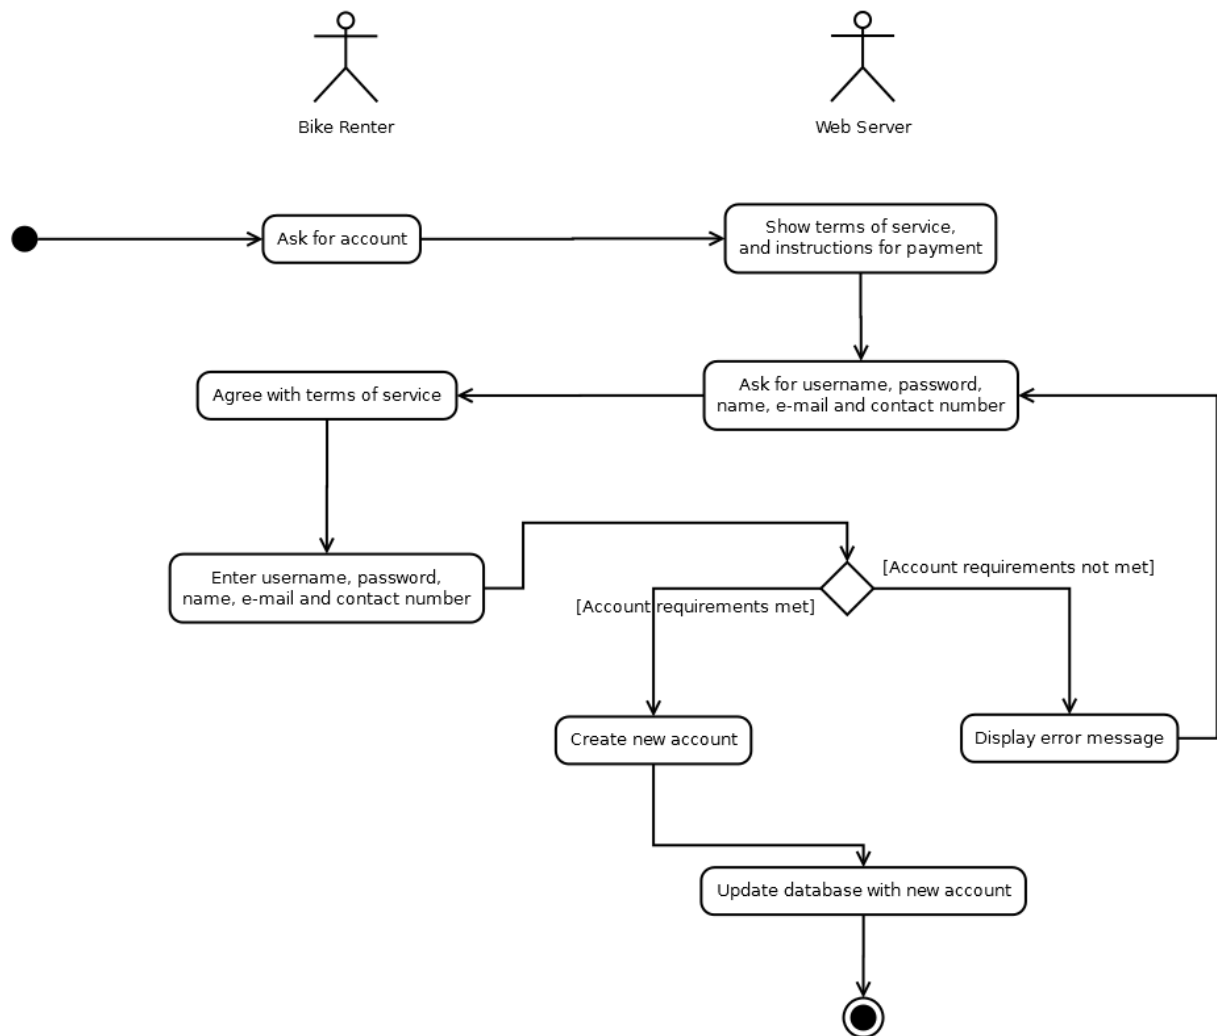 Bike Renter
Web Server
Ask for account
Show terms of service,
and instructions for payment
Agree with terms of service
Ask for username, password,
name, e-mail and contact number
Enter username, password,
name, e-mail and contact number
[Account requirements not met]
[Account requirements met]
Create new account
Display error message
Update database with new account